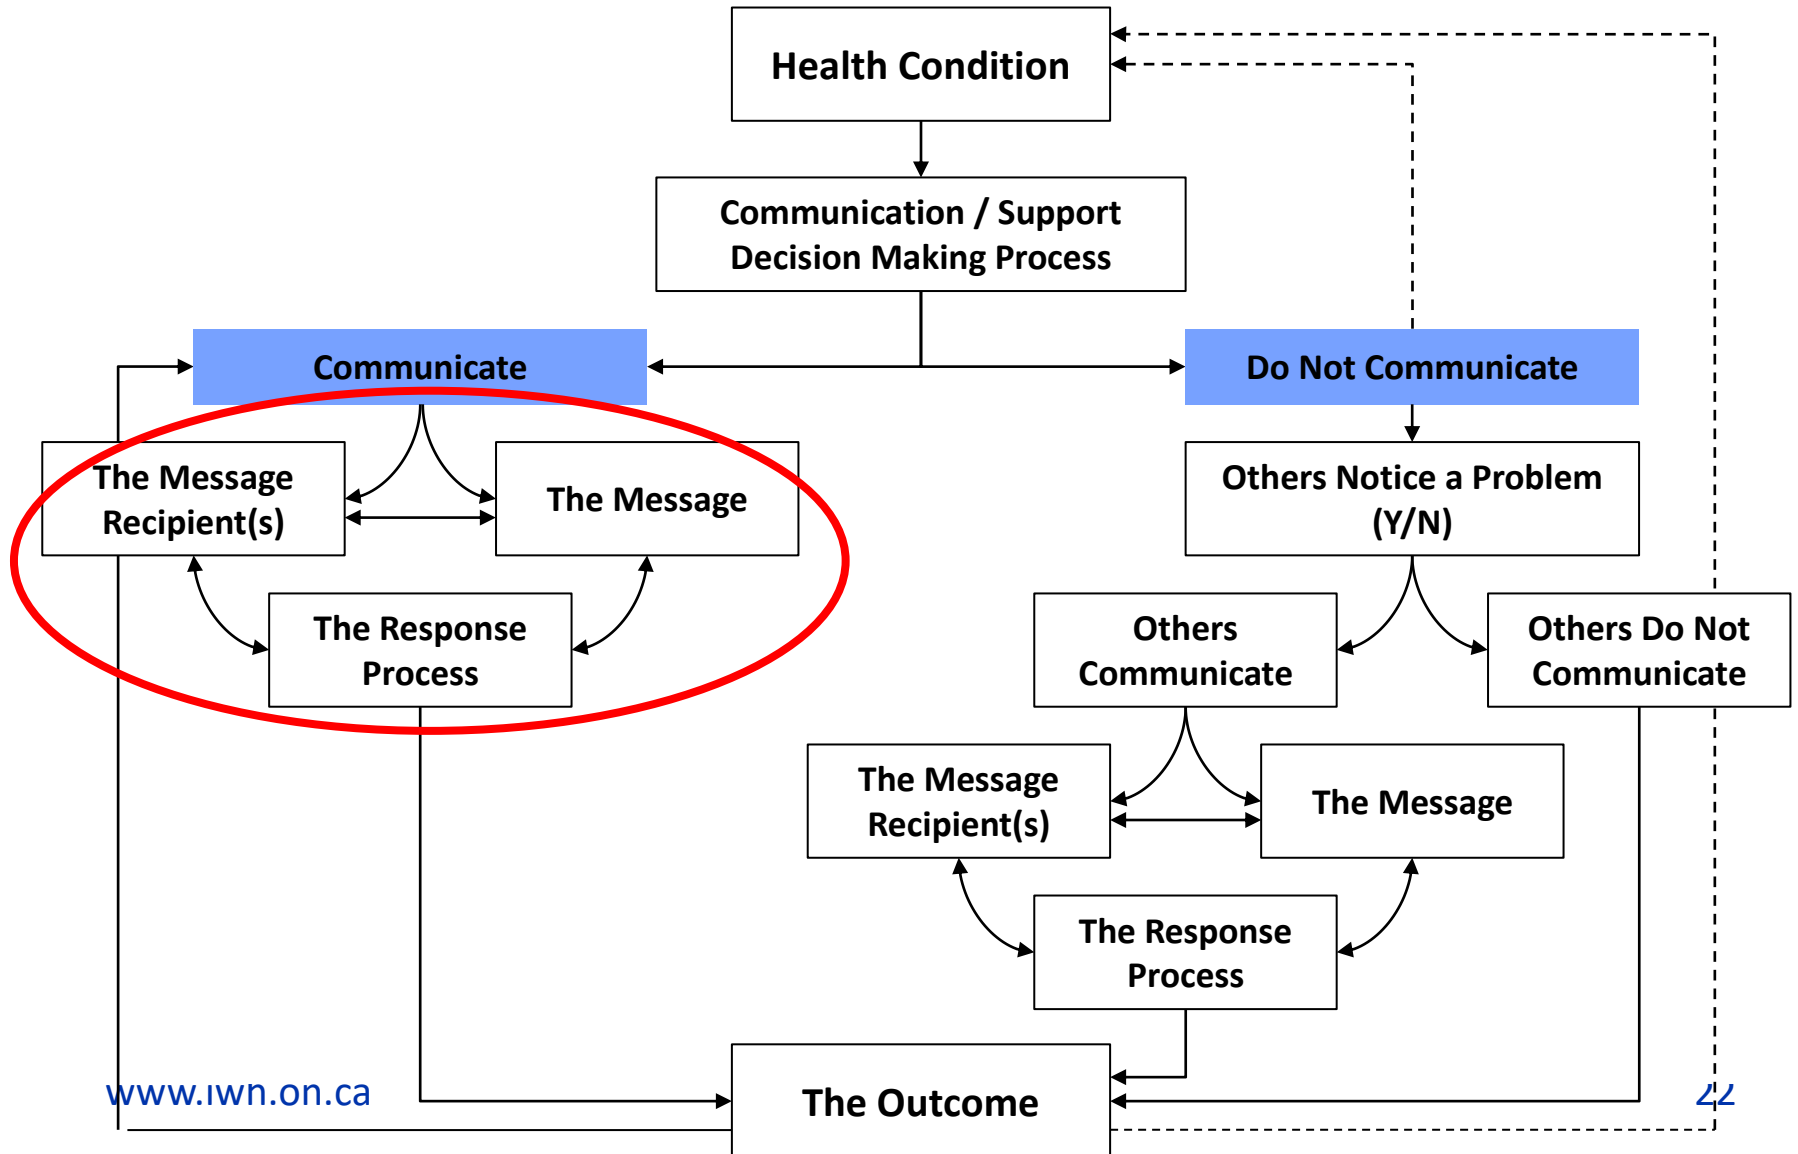 Health Condition
Communication / Support
Decision Making Process
Communicate
Do Not Communicate
The Message
Recipient(s)
The Message
The Response
Process
Others Notice a Problem
(Y/N)
Others
Communicate
Others Do Not
Communicate
The Message
Recipient(s)
The Message
The Response
Process
The Outcome
www.iwn.on.ca
22